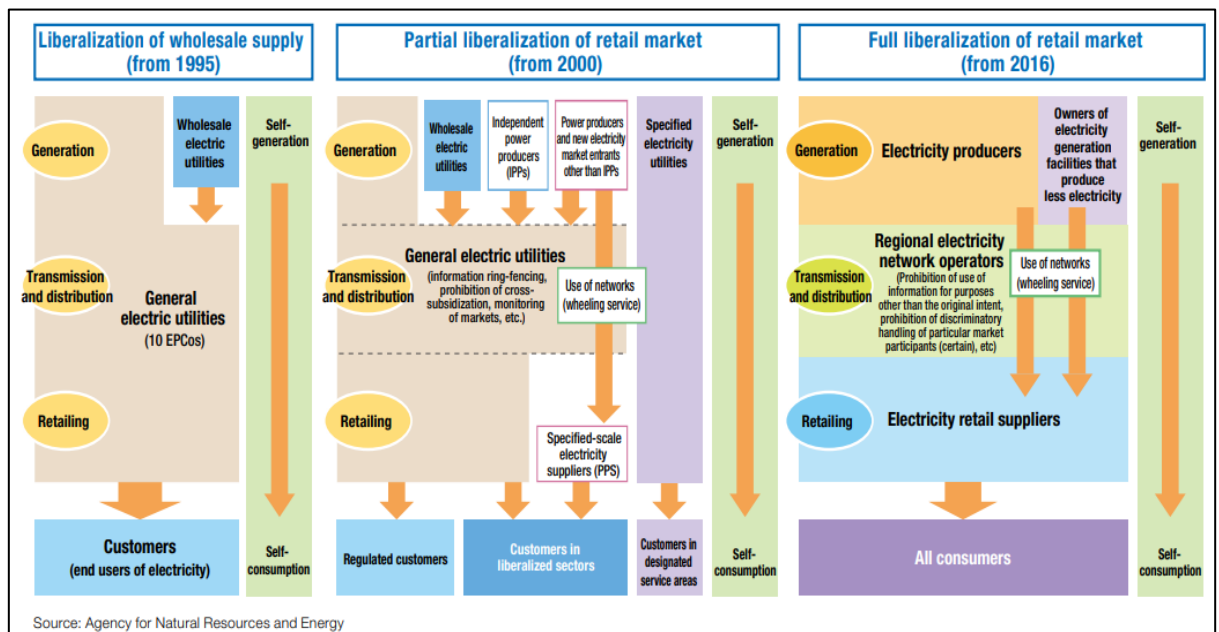 Liberalization of wholesale supply
(from 1995)
Generation
Wholesale
electric
utilities
Self-
generation
Transmission
and distribution
General
electric utilities
(10 EPCos)
Retailing
Customers
(end users of electricity)
Self-
consumption
Partial liberalization of retail market
(from 2000)
Generation
Wholesale
electric
utilities
Independent
power
producers
(IPPs)
Power producers
and new electricity
market entrants
other than IPPs
Specified
electricity
utilities
Self-
generation
Transmission
and distribution
General electric utilities
(information ring-fencing,
prohibition of cross-
subsidization, monitoring
of markets, etc.)
Use of networks
(wheeling service)
Retailing
Specified-scale
electricity
suppliers (PPS)
Regulated customers
Customers in
liberalized sectors
Customers in
designated
service areas
Self-
consumption
Full liberalization of retail market
(from 2016)
Generation
Electricity producers
Owners of
electricity
generation
facilities that
produce
less electricity
Self-
generation
Transmission
and distribution
Regional electricity
network operators
(Prohibition of use of
information for purposes
other than the original intent,
prohibition of discriminatory
handling of particular market
participants (certain), etc)
Use of networks
(wheeling service)
Retailing
Electricity retail suppliers
All consumers
Self-
consumption
Source: Agency for Natural Resources and Energy